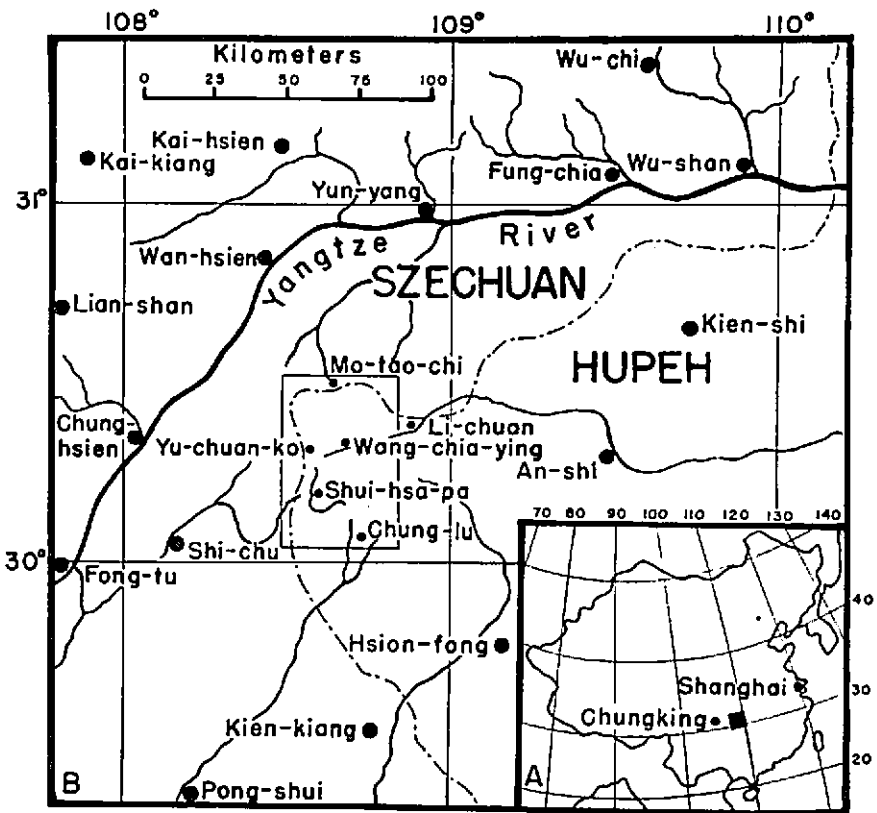 108° 109° 110°
Kilometers
0 25 50 75 100
Wu-chi
Kai-hsien
Kai-kiang
Fung-chia
Wu-shan
31°
Yun-yang
Wan-hsien
Yangtze River
SZECHUAN
Lian-shan
Kien-shi
HUPEH
Mo-tao-chi
Chung-
hsien
Li-chuan
Yu-chuan-ko
Wang-chia-ying
An-shi
Shui-hsa-pa
70 80 90 100 110 120 130 140
Chung-lu
Shi-chu
30°
Fong-tu
40
Hsion-fong
Shanghai
30
Chungking
Kien-kiang
20
B
A
Pong-shui